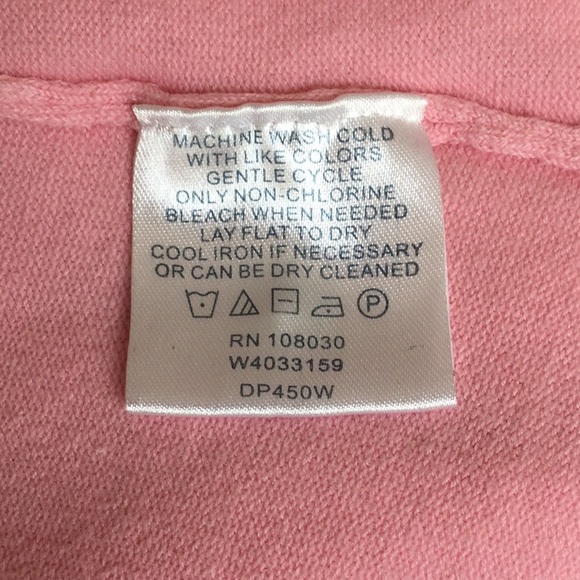 MACHINE WASH COLD
WITH LIKE COLORS
GENTLE CYCLE
ONLY NON-CHLORINE
BLEACH WHEN NEEDED
LAY FLAT TO DRY
COOL IRON IF NECESSARY
OR CAN BE DRY CLEANED
P
RN 108030
W4033159
DP450W